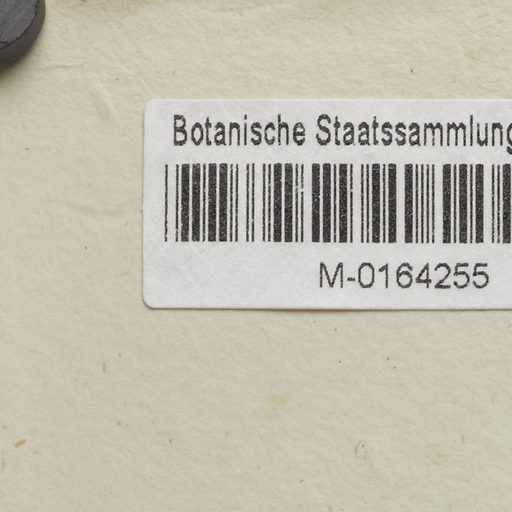 Botanische Staatssammlung
M-0164255